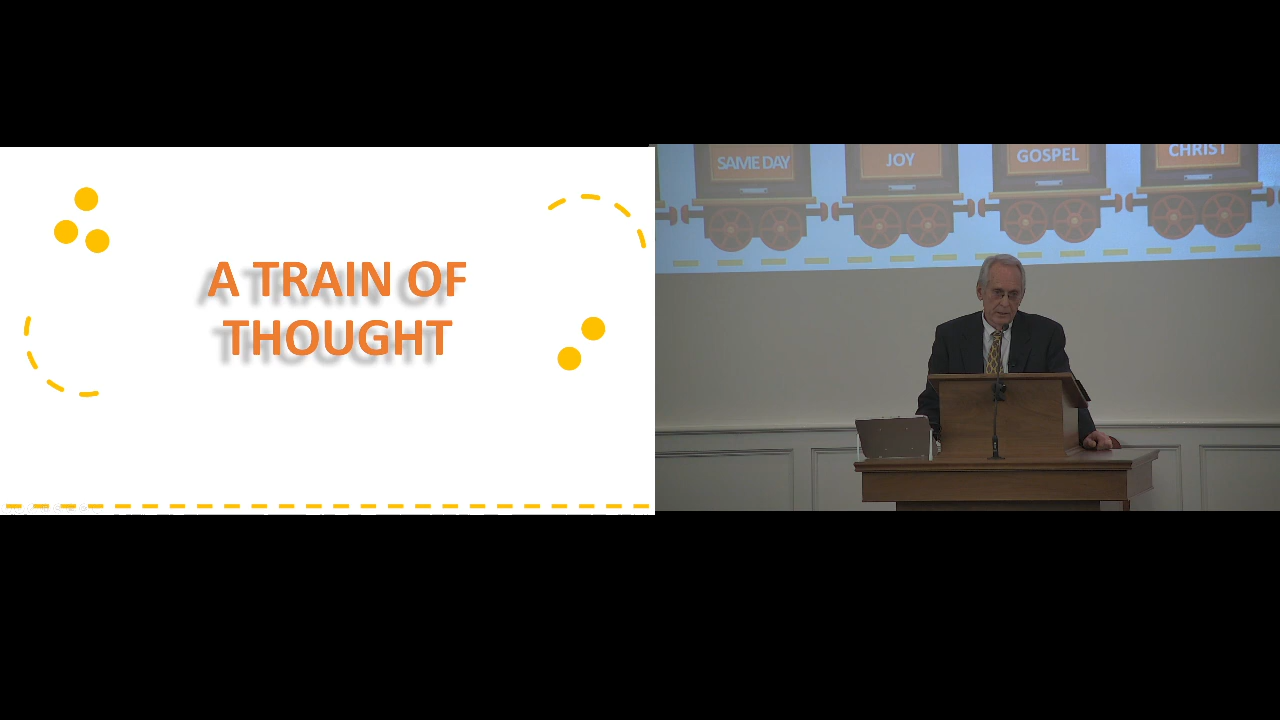 A TRAIN OF
THOUGHT
SAME DAY
JOY
GOSPEL
CHRIST